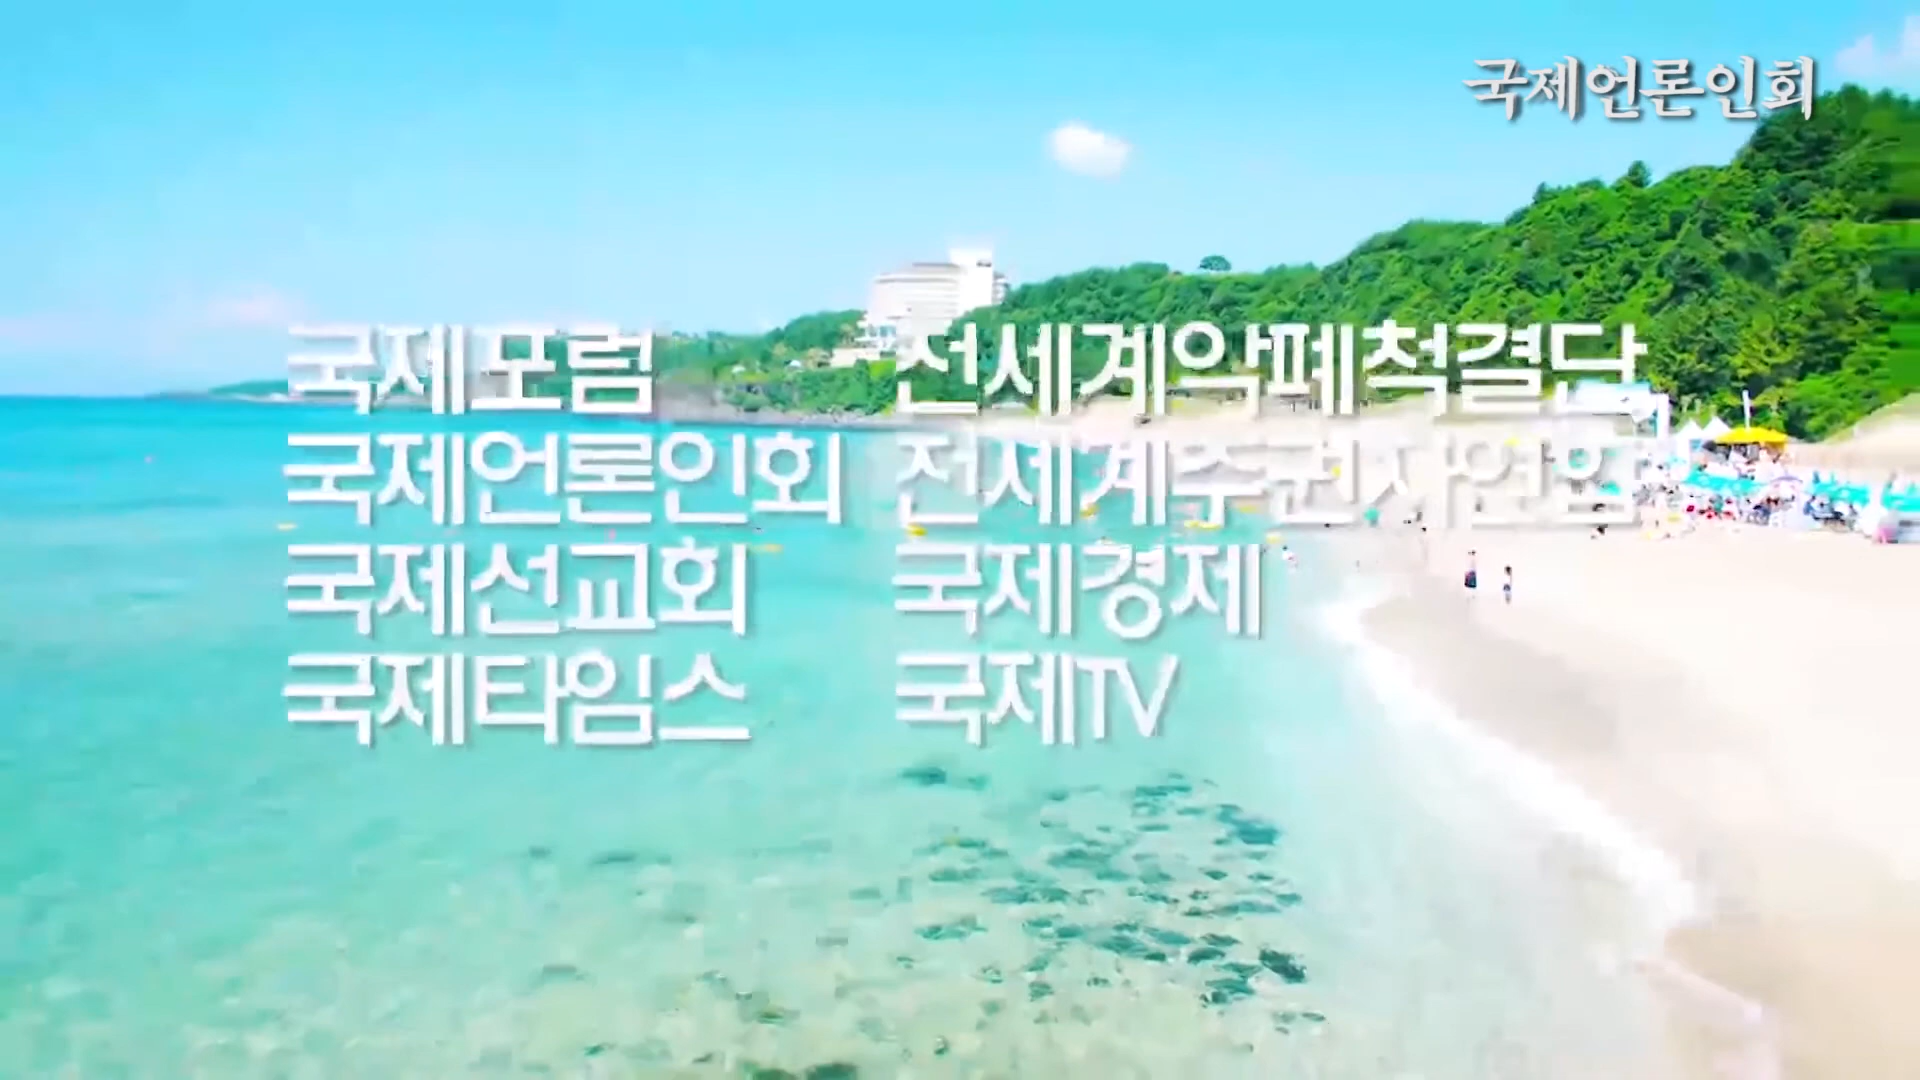 국제언론인회
국제포럼 전세계악폐척결단
국제언론인회 전세계주권자연합
국제선교회 국제경제
국제타임스 국제TV